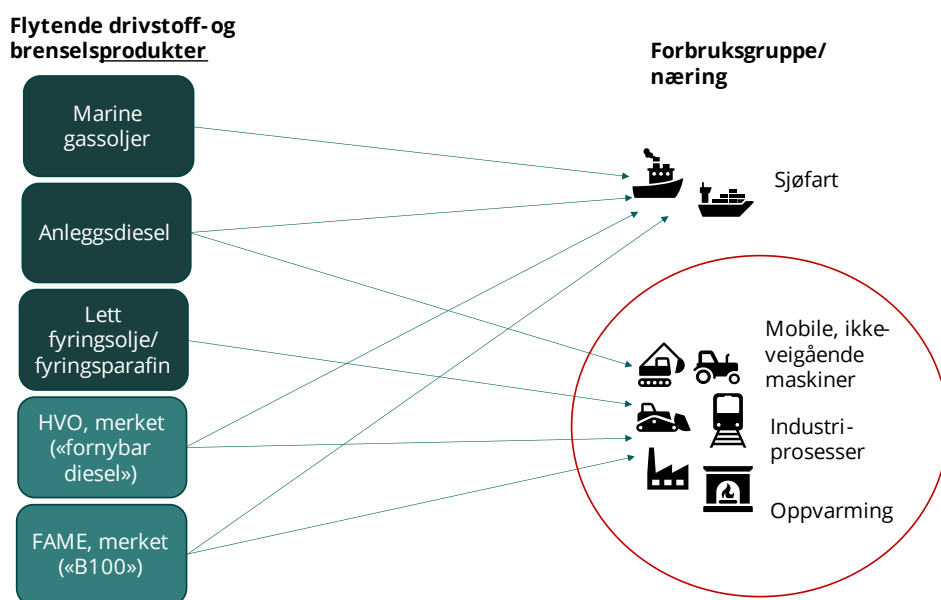 Flytende drivstoff- og
brenselsprodukter
Marine
gassoljer
Anleggsdiesel
Lett
fyringsolje/
fyringsparafin
HVO, merket
(«fornybar
diesel»)
FAME, merket
(«B100»)
Forbruksgruppe/
næring
Sjøfart
Mobile, ikke-
veigående
maskiner
Industri-
prosesser
Oppvarming